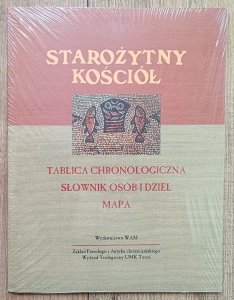 STAROŻYTNY
KOŚCIÓŁ
TABLICA CHRONOLOGICZNA
SŁOWNIK OSÓB I DZIEŁ
MAPA
Wydawnictwo WAM
Zakład Patrologii i Antyku chrześcijańskiego
Wydział Teologiczny UMK Toruń